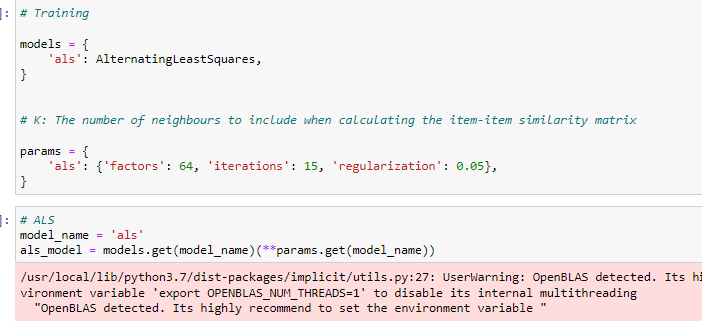 ]: # Training
models = {
'als': AlternatingLeastSquares,
}
# K: The number of neighbours to include when calculating the item-item similarity matrix
params = {
'als': {'factors': 64, 'iterations': 15, 'regularization': 0.05},
}
]: # ALS
model_name = 'als'
als_model = models.get(model_name)(**params.get(model_name))
/usr/local/lib/python3.7/dist-packages/implicit/utils.py:27: UserWarning: OpenBLAS detected. Its hi
vironment variable 'export OPENBLAS_NUM_THREADS=1' to disable its internal multithreading
"OpenBLAS detected. Its highly recommend to set the environment variable "